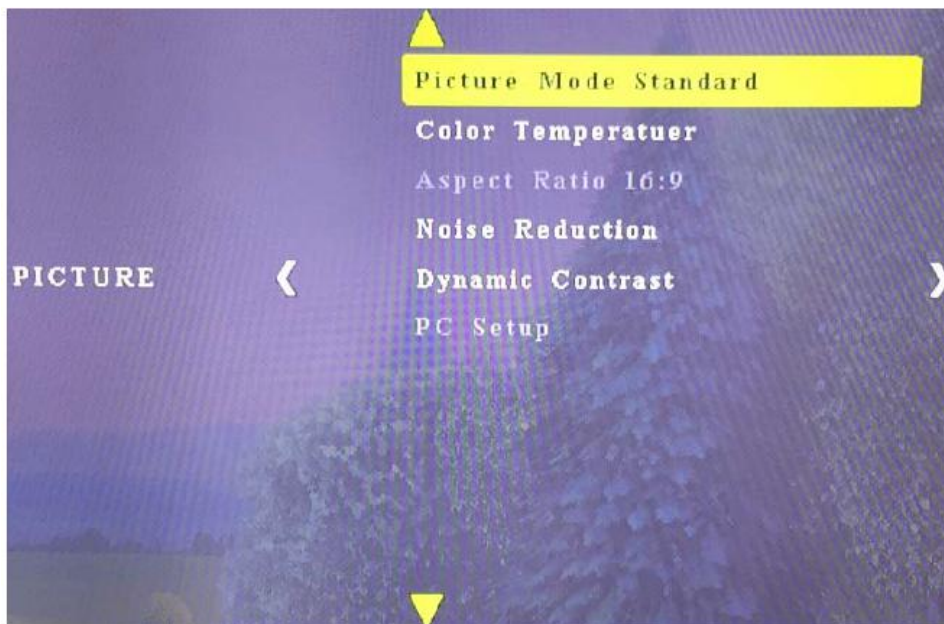 Picture Mode Standard
Color Temperatuer
Aspect Ratio 16:9
Noise Reduction
PICTURE
Dynamic Contrast
PC Setup